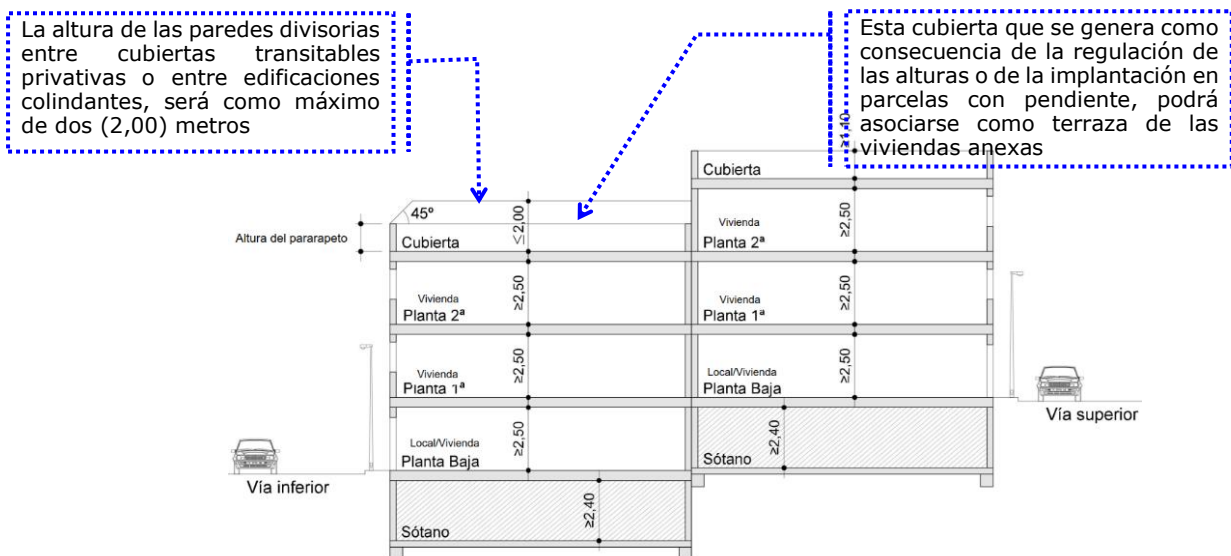 La altura de las paredes divisorias
entre cubiertas transitables
privativas o entre edificaciones
colindantes, será como máximo
de dos (2,00) metros
Esta cubierta que se genera como
consecuencia de la regulación de
las alturas o de la implantación en
parcelas con pendiente, podrá
asociarse como terraza de las
viviendas anexas
Cubierta
≥2,50
Vivienda
Planta 2ª
≥2,50
Vivienda
Planta 1ª
≥2,50
Local/Vivienda
Planta Baja
≥2,40
Sótano
Vía superior
45º
≤2,00
Altura del pararapeto
Cubierta
≥2,50
Vivienda
Planta 2ª
≥2,50
Vivienda
Planta 1ª
≥2,50
Local/Vivienda
Planta Baja
Vía inferior
≥2,40
Sótano